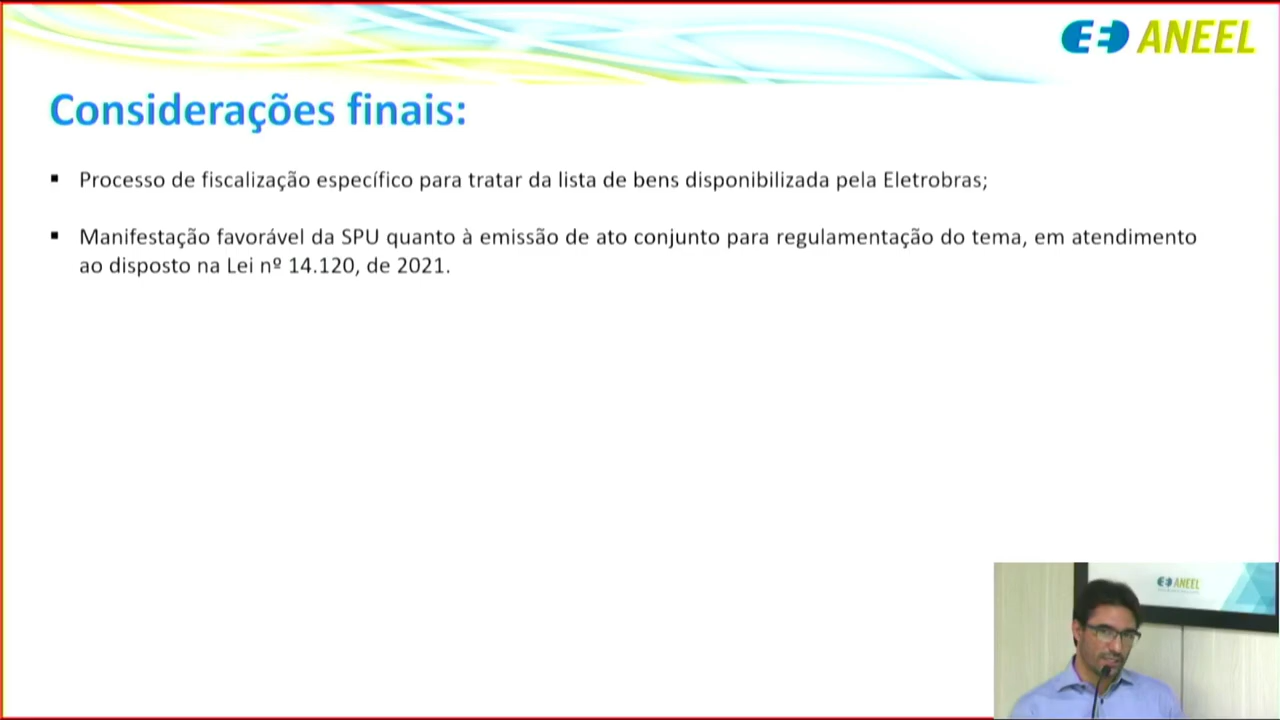 ANEEL
Considerações finais:
▪ Processo de fiscalização específico para tratar da lista de bens disponibilizada pela Eletrobras;
▪ Manifestação favorável da SPU quanto à emissão de ato conjunto para regulamentação do tema, em atendimento
ao disposto na Lei nº 14.120, de 2021.
ANEEL